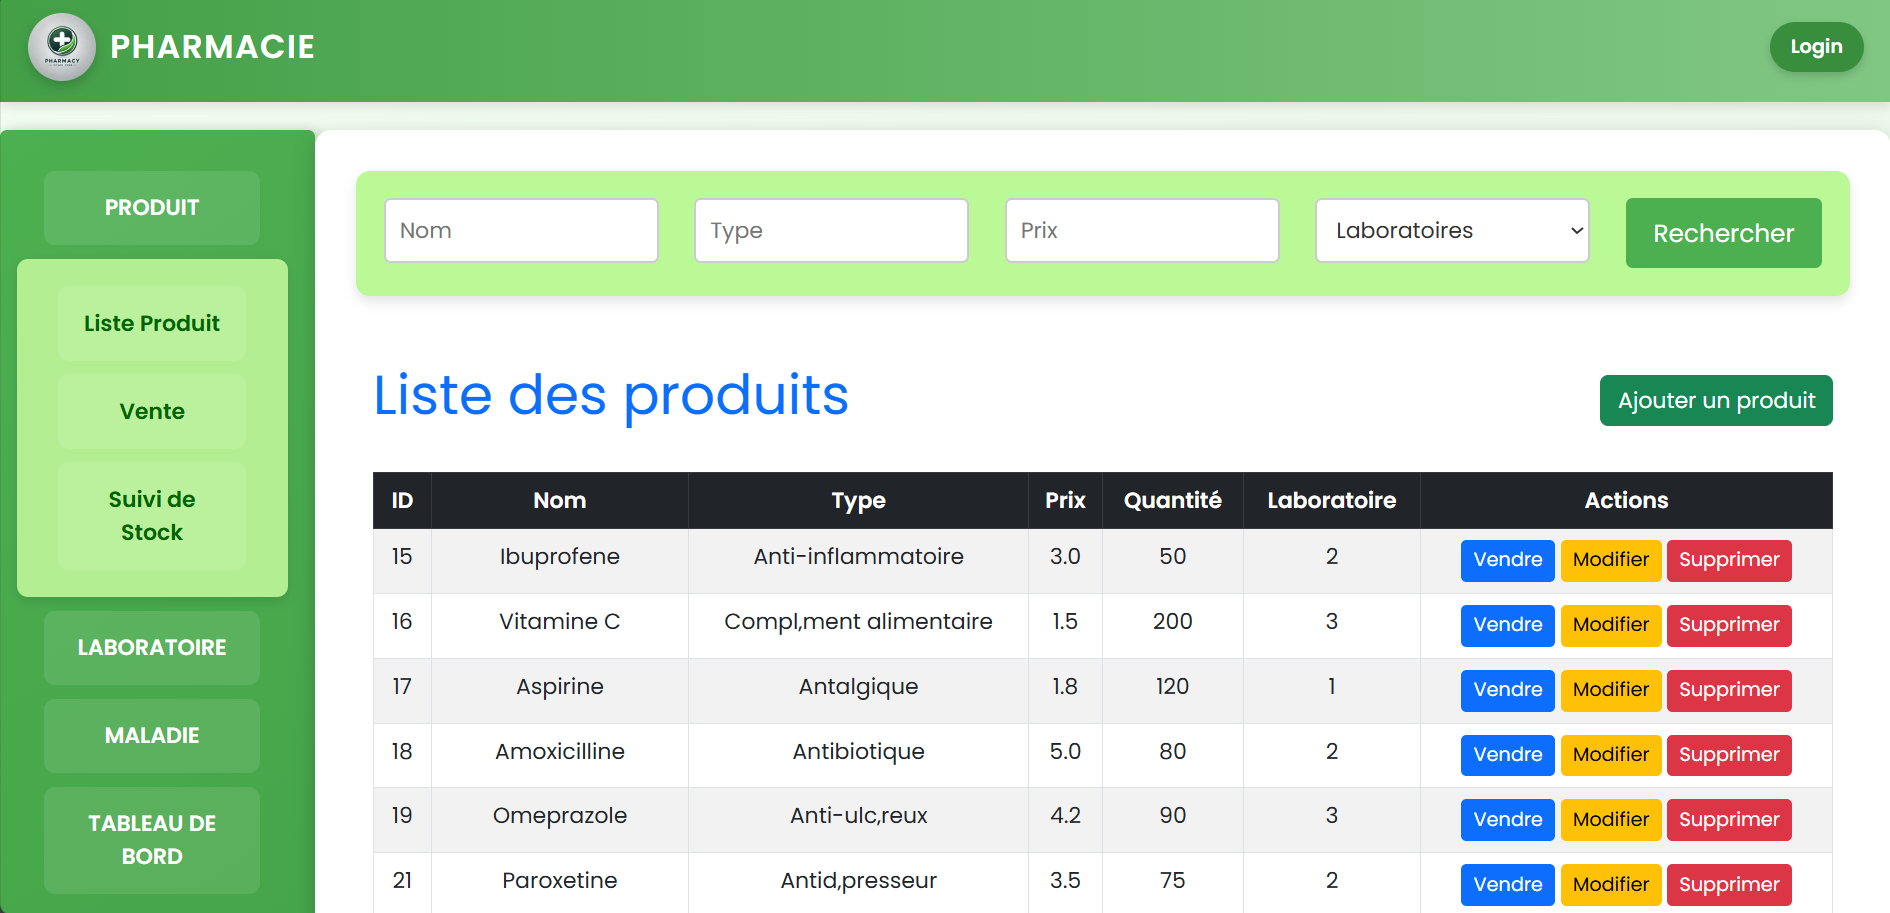 PHARMACY
PHARMACIE
Login
PRODUIT
Liste Produit
Vente
Suivi de
Stock
LABORATOIRE
MALADIE
TABLEAU DE
BORD
Nom Type Prix Laboratoires Rechercher
Liste des produits
Ajouter un produit
ID Nom Type Prix Quantité Laboratoire Actions
15 Ibuprofene Anti-inflammatoire 3.0 50 2 Vendre Modifier Supprimer
16 Vitamine C Compl,ment alimentaire 1.5 200 3 Vendre Modifier Supprimer
17 Aspirine Antalgique 1.8 120 1 Vendre Modifier Supprimer
18 Amoxicilline Antibiotique 5.0 80 2 Vendre Modifier Supprimer
19 Omeprazole Anti-ulc,reux 4.2 90 3 Vendre Modifier Supprimer
21 Paroxetine Antid,presseur 3.5 75 2 Vendre Modifier Supprimer